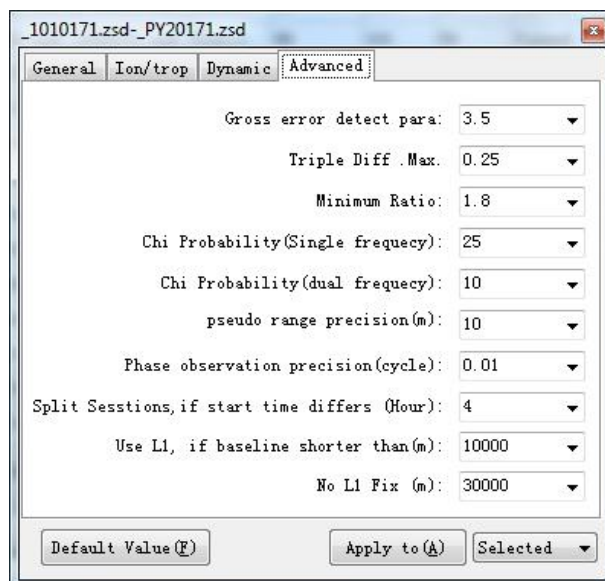 _1010171.zsd-_PY20171.zsd
General Ion/trop Dynamic Advanced
Gross error detect para: 3.5
Triple Diff .Max. 0.25
Minimum Ratio: 1.8
Chi Probability(Single frequecy): 25
Chi Probability(dual frequecy): 10
pseudo range precision(m): 10
Phase observation precision(cycle): 0.01
Split Sesstions,if start time differs (Hour): 4
Use L1, if baseline shorter than(m): 10000
No L1 Fix (m): 30000
Default Value(F) Apply to(A) Selected